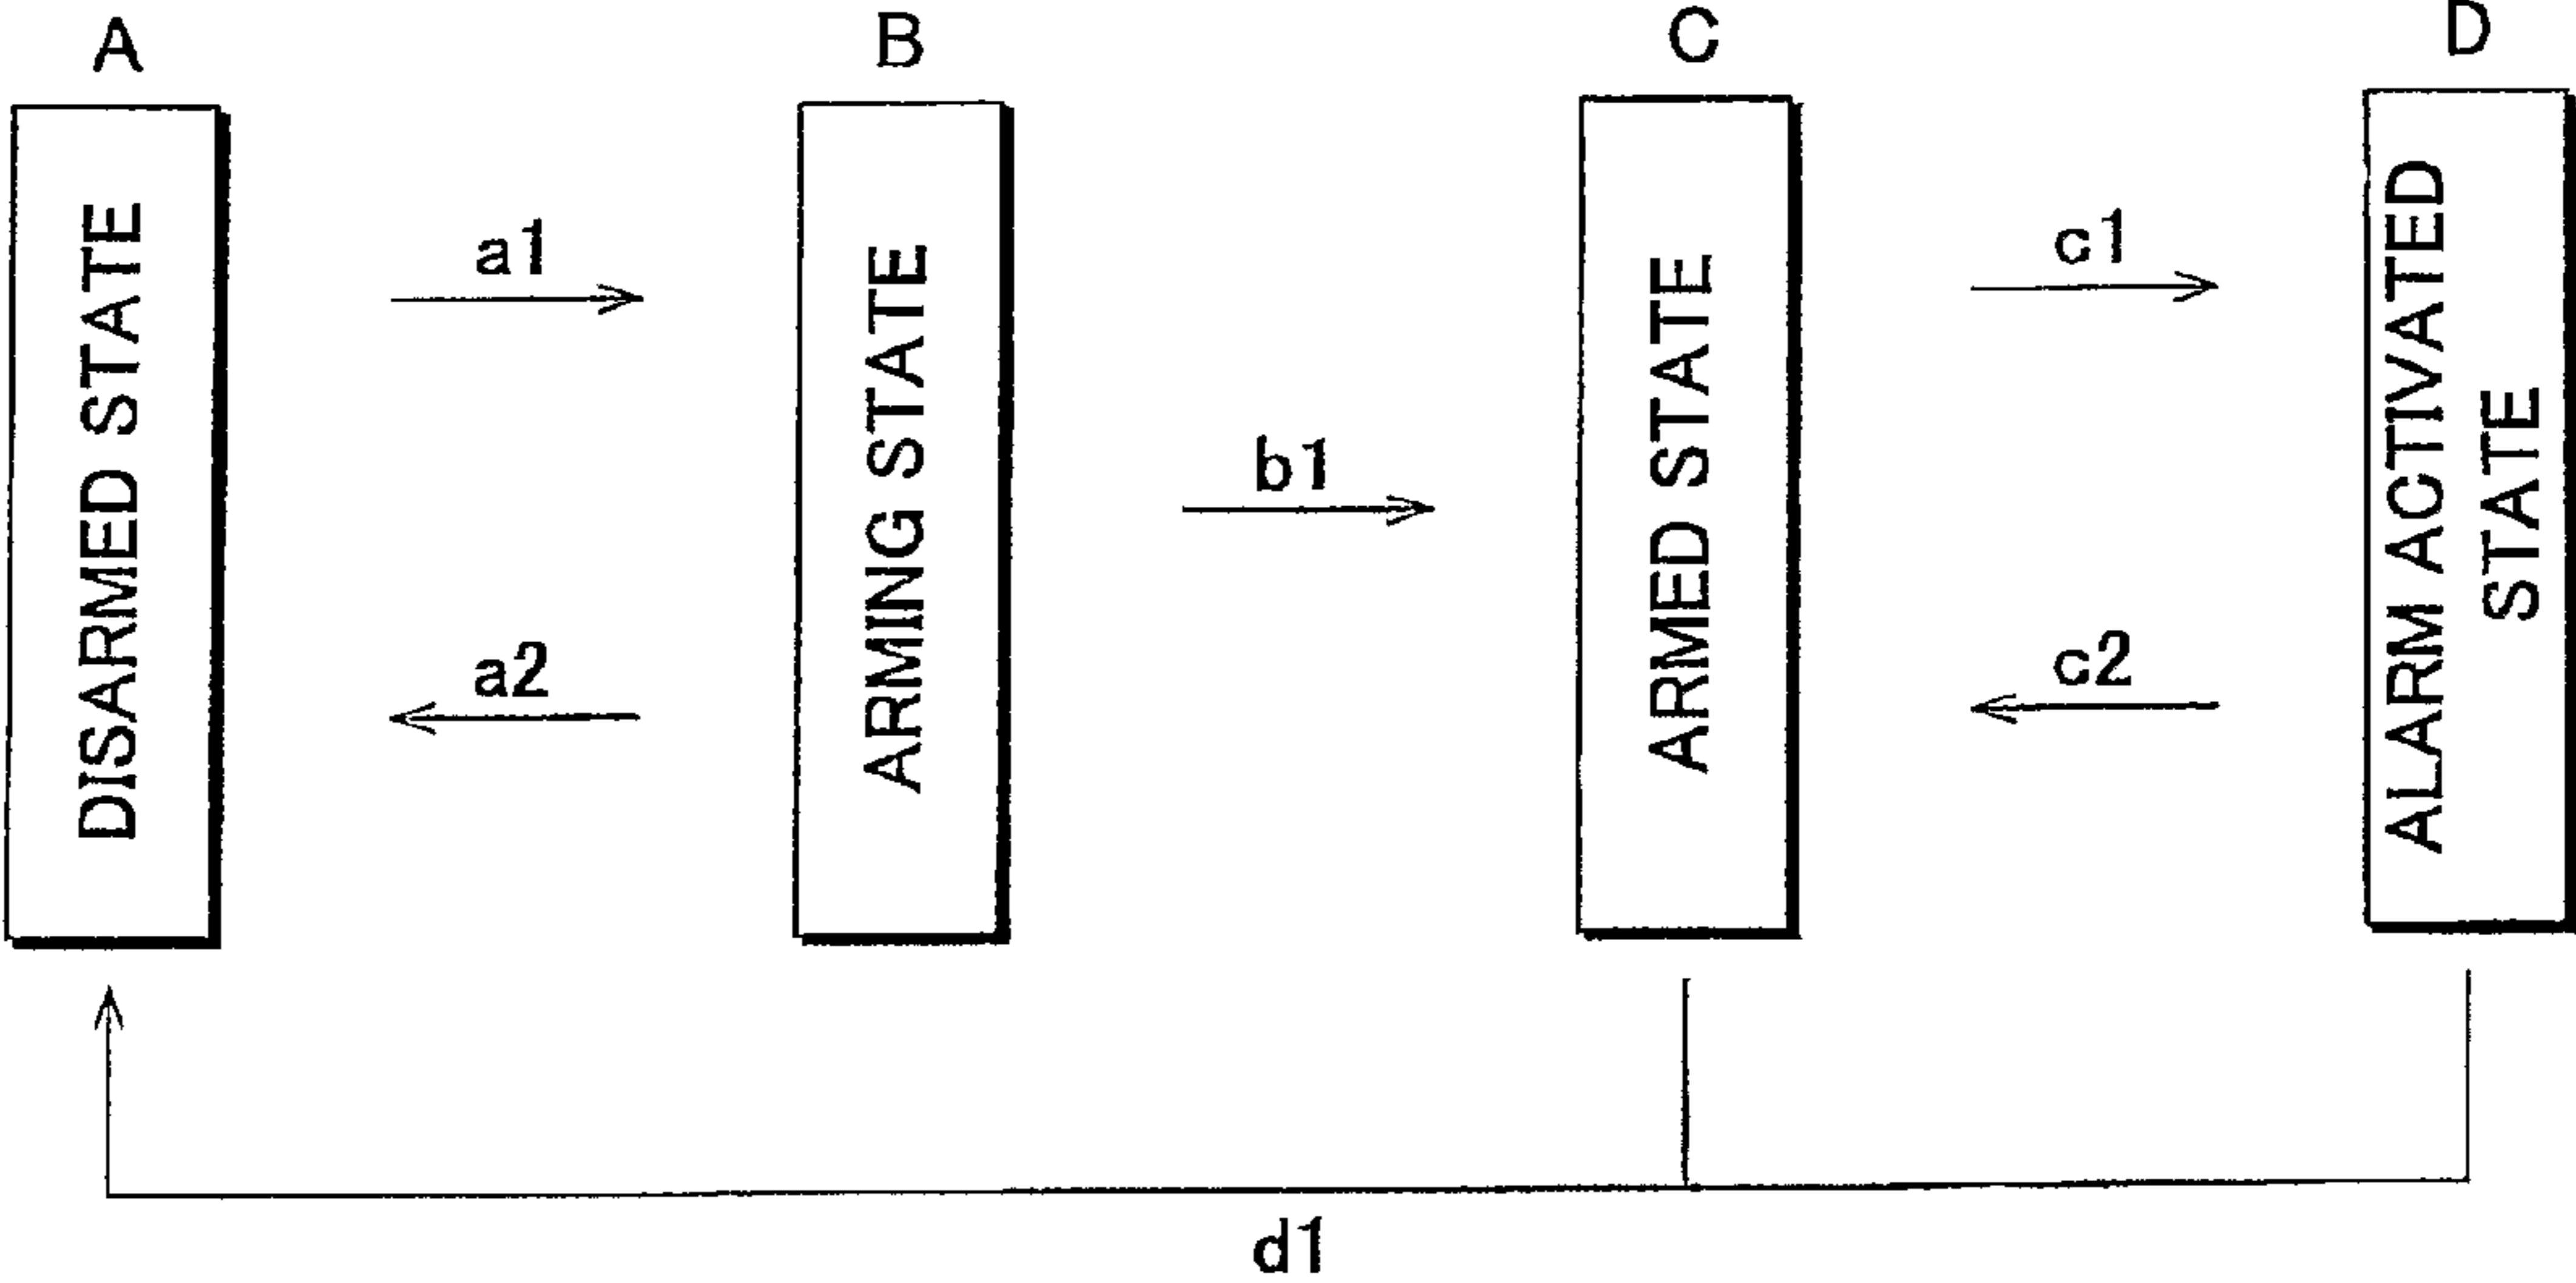 A
B
C
D
DISARMED STATE
a1
a2
ARMING STATE
b1
ARMED STATE
c1
c2
ALARM ACTIVATED
STATE
d1